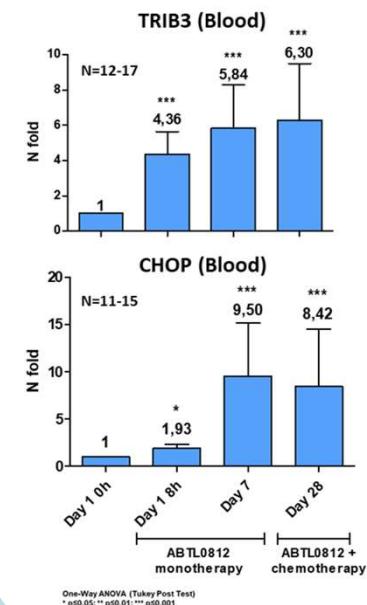 TRIB3 (Blood)
N=12-17
N fold
10
8
6
4
2
0
1
***
4,36
***
5,84
***
6,30
CHOP (Blood)
N=11-15
N fold
20
15
10
5
0
1
*
1,93
***
9,50
***
8,42
Day 1 0h
Day 1 8h
Day 7
Day 28
ABTL0812
monotherapy
ABTL0812 +
chemotherapy
One-Way ANOVA (Tukey Post Test)
* p≤0.05; ** p≤0.01; *** p≤0.001